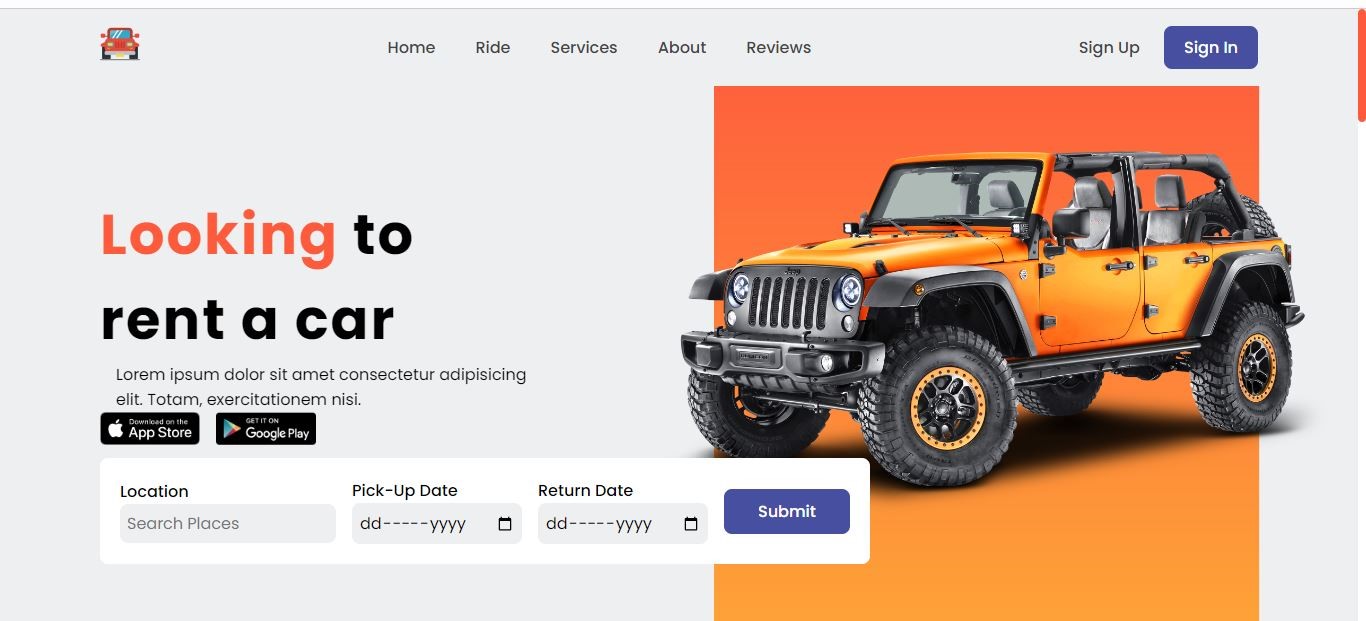 Home Ride Services About Reviews Sign Up Sign In
Looking to
rent a car
Lorem ipsum dolor sit amet consectetur adipisicing
elit. Totam, exercitationem nisi.
Download on the
App Store
GET IT ON
Google Play
Location Pick-Up Date Return Date
Search Places dd-----yyyy dd-----yyyy Submit
Jeep